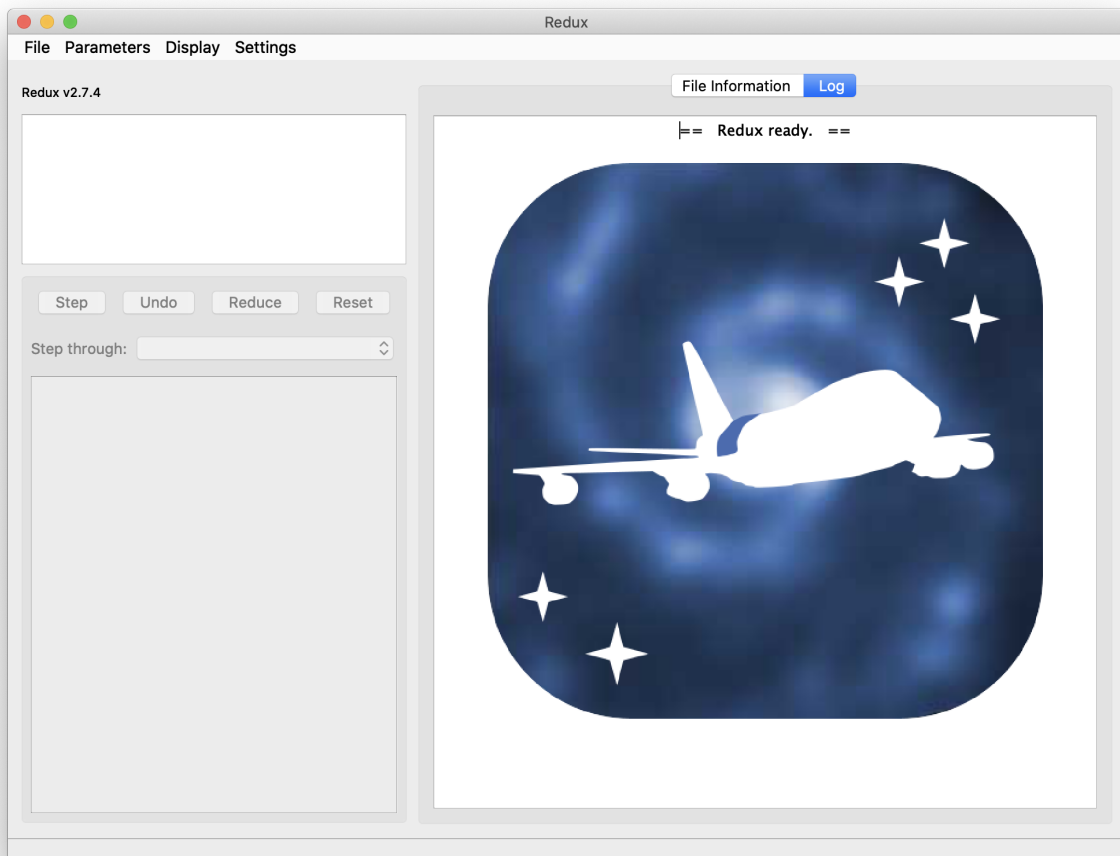 Redux
File Parameters Display Settings
Redux v2.7.4
Step Undo Reduce Reset
Step through:
File Information Log
== Redux ready. ==